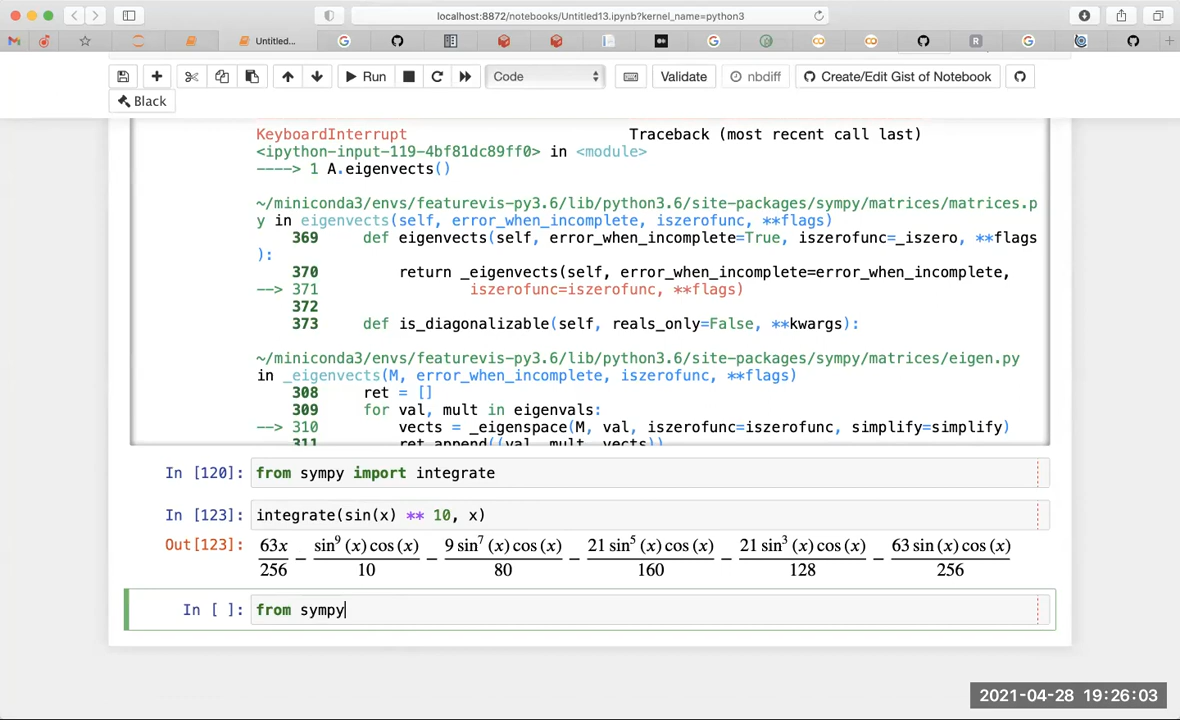 localhost:8872/notebooks/Untitled13.ipynb?kernel_name=python3
Untitled...
Run
Code
Validate
nbdiff
Create/Edit Gist of Notebook
Black
KeyboardInterrupt Traceback (most recent call last)
<ipython-input-119-4bf81dc89ff0> in <module>
----> 1 A.eigenvects()
~/miniconda3/envs/featurevis-py3.6/lib/python3.6/site-packages/sympy/matrices/matrices.p
y in eigenvects(self, error_when_incomplete, iszerofunc, **flags)
369 def eigenvects(self, error_when_incomplete=True, iszerofunc=_iszero, **flags
):
370 return _eigenvects(self, error_when_incomplete=error_when_incomplete,
--> 371 iszerofunc=iszerofunc, **flags)
372
373 def is_diagonalizable(self, reals_only=False, **kwargs):
~/miniconda3/envs/featurevis-py3.6/lib/python3.6/site-packages/sympy/matrices/eigen.py
in _eigenvects(M, error_when_incomplete, iszerofunc, **flags)
308 ret = []
309 for val, mult in eigenvals:
--> 310 vects = _eigenspace(M, val, iszerofunc=iszerofunc, simplify=simplify)
311 ret.append((val, mult, vects))
In [120]: from sympy import integrate
In [123]: integrate(sin(x) ** 10, x)
Out[123]: 63x/256 − sin⁹(x)cos(x)/10 − 9 sin⁷(x)cos(x)/80 − 21 sin⁵(x)cos(x)/160 − 21 sin³(x)cos(x)/128 − 63 sin(x)cos(x)/256
In [ ]: from sympy
2021-04-28 19:26:03